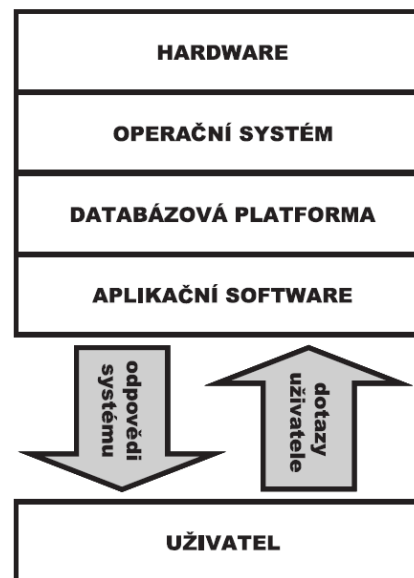 HARDWARE
OPERAČNÍ SYSTÉM
DATABÁZOVÁ PLATFORMA
APLIKAČNÍ SOFTWARE
odpovědi
systému
dotazy
uživatele
UŽIVATEL